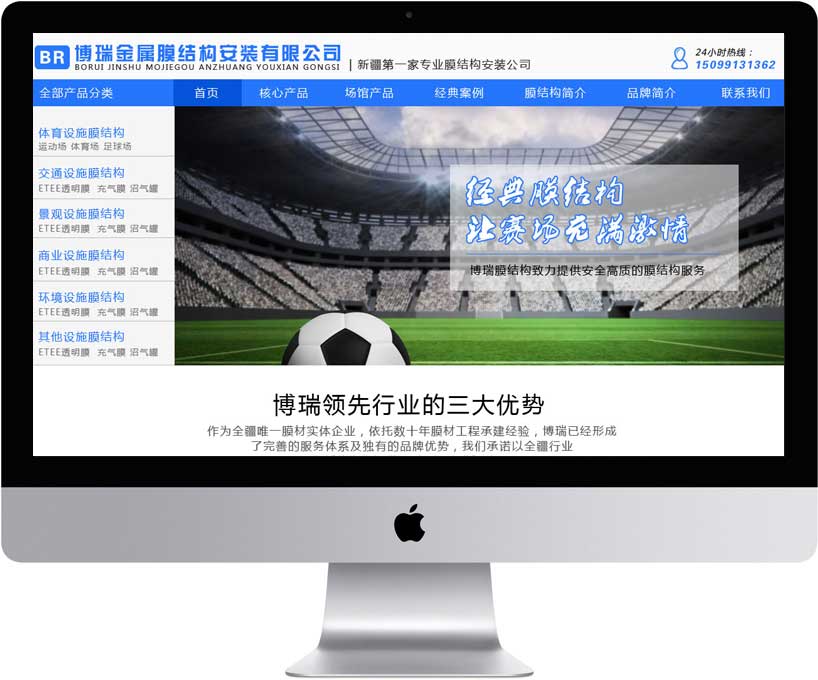 BR 博瑞金属膜结构安装有限公司
BORUI JINSHU MOJIEGOU ANZHUANG YOUXIAN GONGSI
| 新疆第一家专业膜结构安装公司
24小时热线：
15099131362
全部产品分类 首页 核心产品 场馆产品 经典案例 膜结构简介 品牌简介 联系我们
体育设施膜结构
运动场 体育场 足球场
交通设施膜结构
ETEE透明膜 充气膜 沼气罐
景观设施膜结构
ETEE透明膜 充气膜 沼气罐
商业设施膜结构
ETEE透明膜 充气膜 沼气罐
环境设施膜结构
ETEE透明膜 充气膜 沼气罐
其他设施膜结构
ETEE透明膜 充气膜 沼气罐
经典膜结构
让赛场充满激情
博瑞膜结构致力提供安全高质的膜结构服务
博瑞领先行业的三大优势
作为全疆唯一膜材实体企业，依托数十年膜材工程承建经验，博瑞已经形成
了完善的服务体系及独有的品牌优势，我们承诺以全疆行业